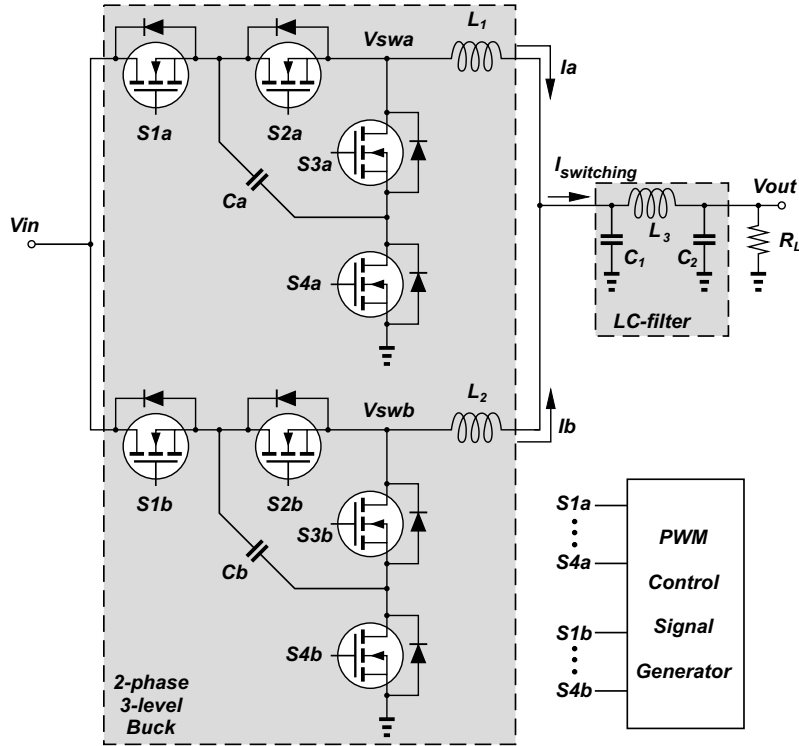 L1
Vswa
Ia
S1a
S2a
S3a
Ca
Iswitching
Vout
Vin
L3
RL
C1
C2
S4a
LC-filter
L2
Vswb
Ib
S1b
S2b
S1a
S3b
PWM
Cb
S4a
Control
S1b
Signal
S4b
Generator
2-phase
S4b
3-level
Buck